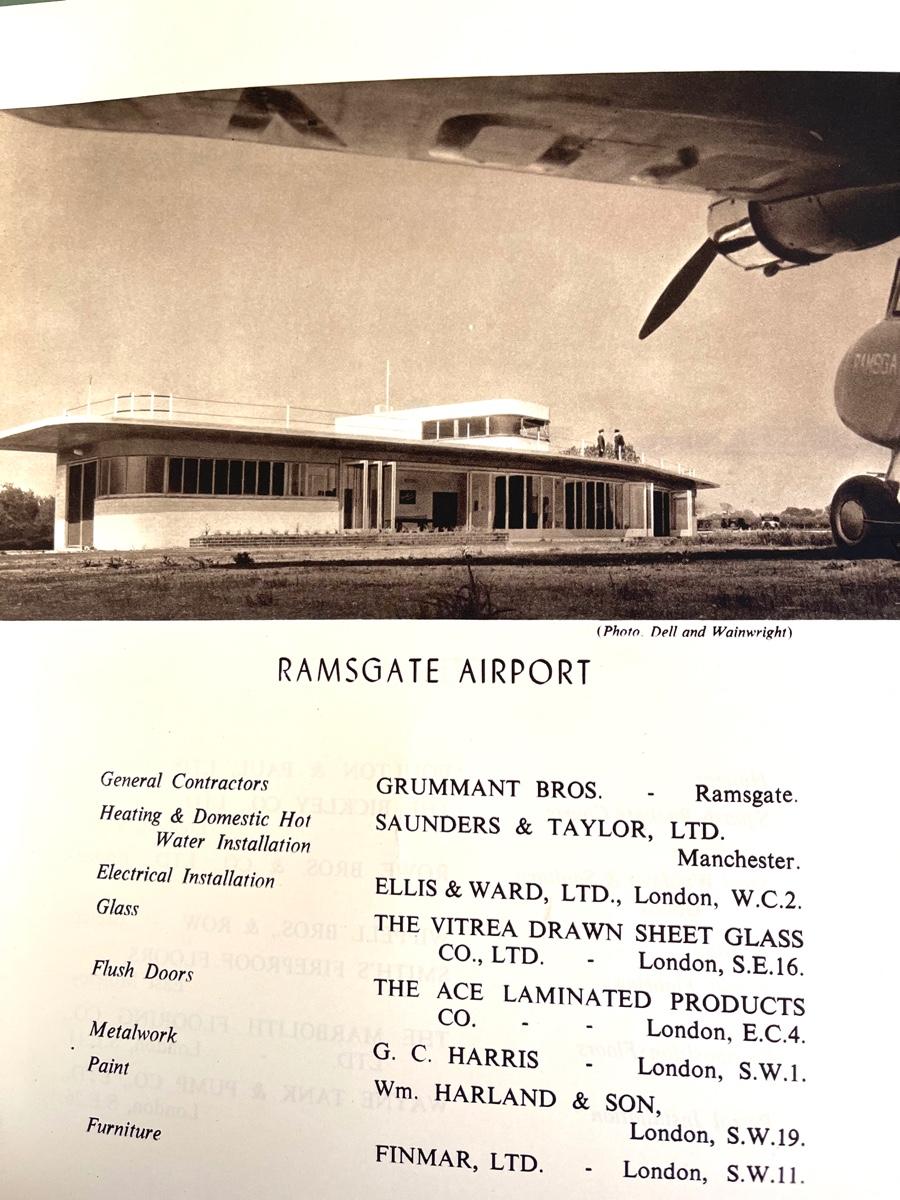 RAMSGA
(Photo. Dell and Wainwright)
RAMSGATE AIRPORT
General Contractors GRUMMANT BROS. - Ramsgate.
Heating & Domestic Hot SAUNDERS & TAYLOR, LTD.
Water Installation Manchester.
Electrical Installation ELLIS & WARD, LTD., London, W.C.2.
Glass THE VITREA DRAWN SHEET GLASS
CO., LTD. - London, S.E.16.
Flush Doors THE ACE LAMINATED PRODUCTS
CO. - - London, E.C.4.
Metalwork G. C. HARRIS - London, S.W.1.
Paint Wm. HARLAND & SON,
London, S.W.19.
Furniture FINMAR, LTD. - London, S.W.11.